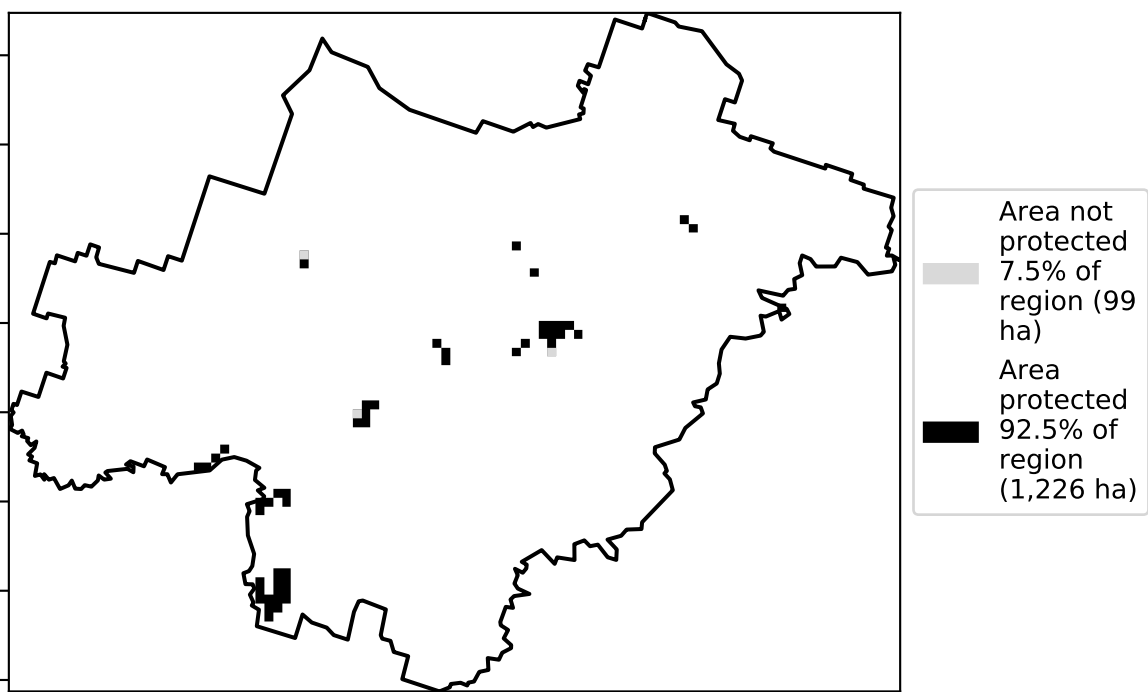 Area not
protected
7.5% of
region (99
ha)
Area
protected
92.5% of
region
(1,226 ha)